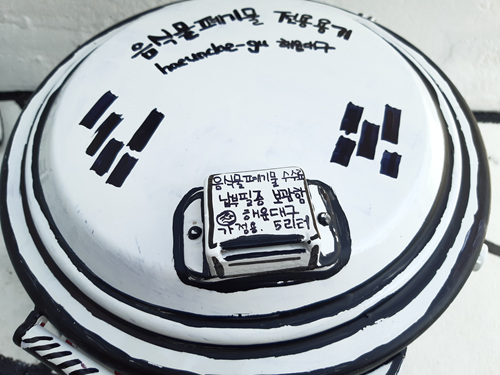 음식물폐기물 전용용기
haeundae-gu 해운대구
음식물폐기물 수수료
납부필증 보관함
해운대구
가정용. 5리터